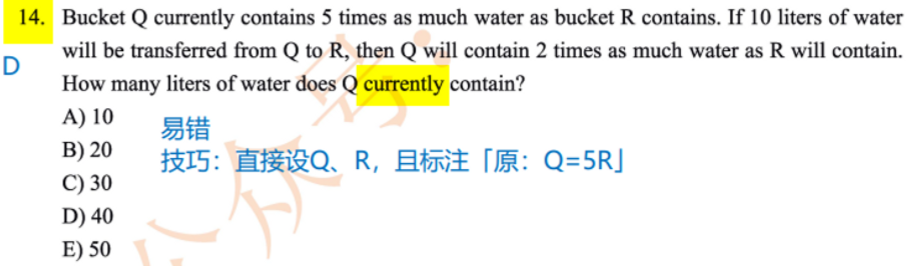 14. Bucket Q currently contains 5 times as much water as bucket R contains. If 10 liters of water
will be transferred from Q to R, then Q will contain 2 times as much water as R will contain.
D
How many liters of water does Q currently contain?
A) 10
易错
B) 20
技巧：直接设Q、R，且标注「原：Q=5R」
C) 30
D) 40
E) 50
公众号：